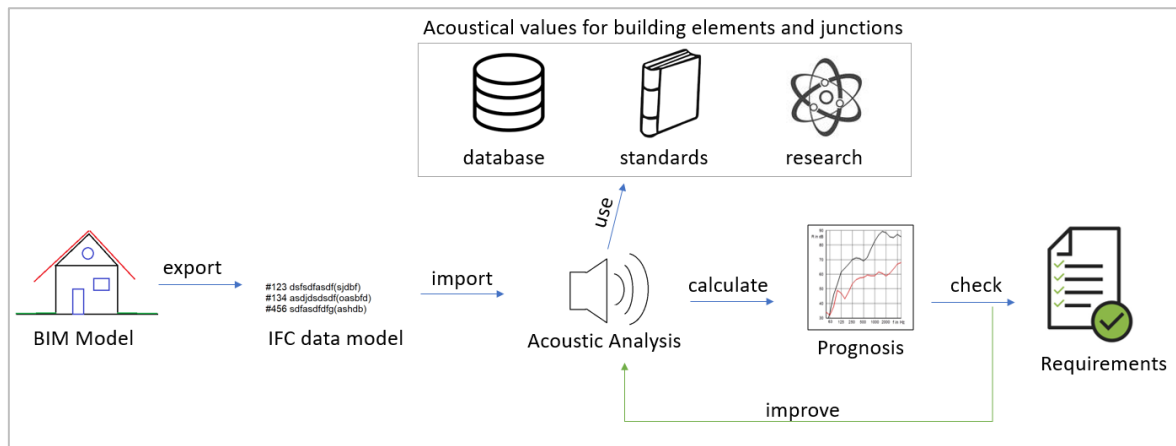 Acoustical values for building elements and junctions
database
standards
research
use
export
#123 dsfsdfasdf(sjdbf)
#134 asdjdsdsdf(oasbfd)
#456 sdfasdfdfg(ashdb)
import
calculate
check
BIM Model
IFC data model
Acoustic Analysis
Prognosis
Requirements
improve